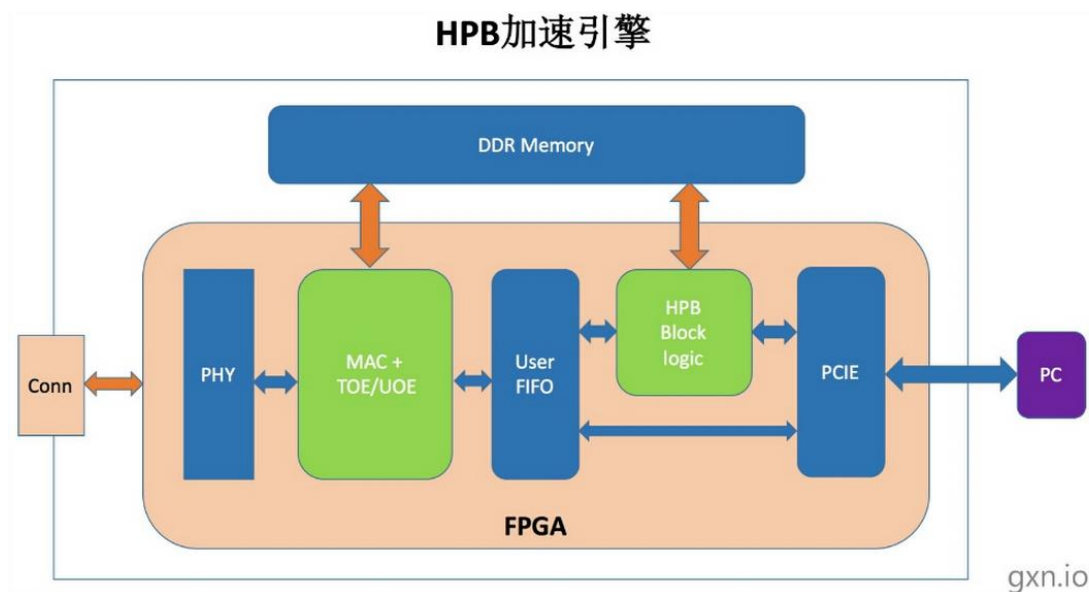 HPB加速引擎
DDR Memory
Conn
PHY
MAC +
TOE/UOE
User
FIFO
HPB
Block
logic
PCIE
PC
FPGA
gxn.io